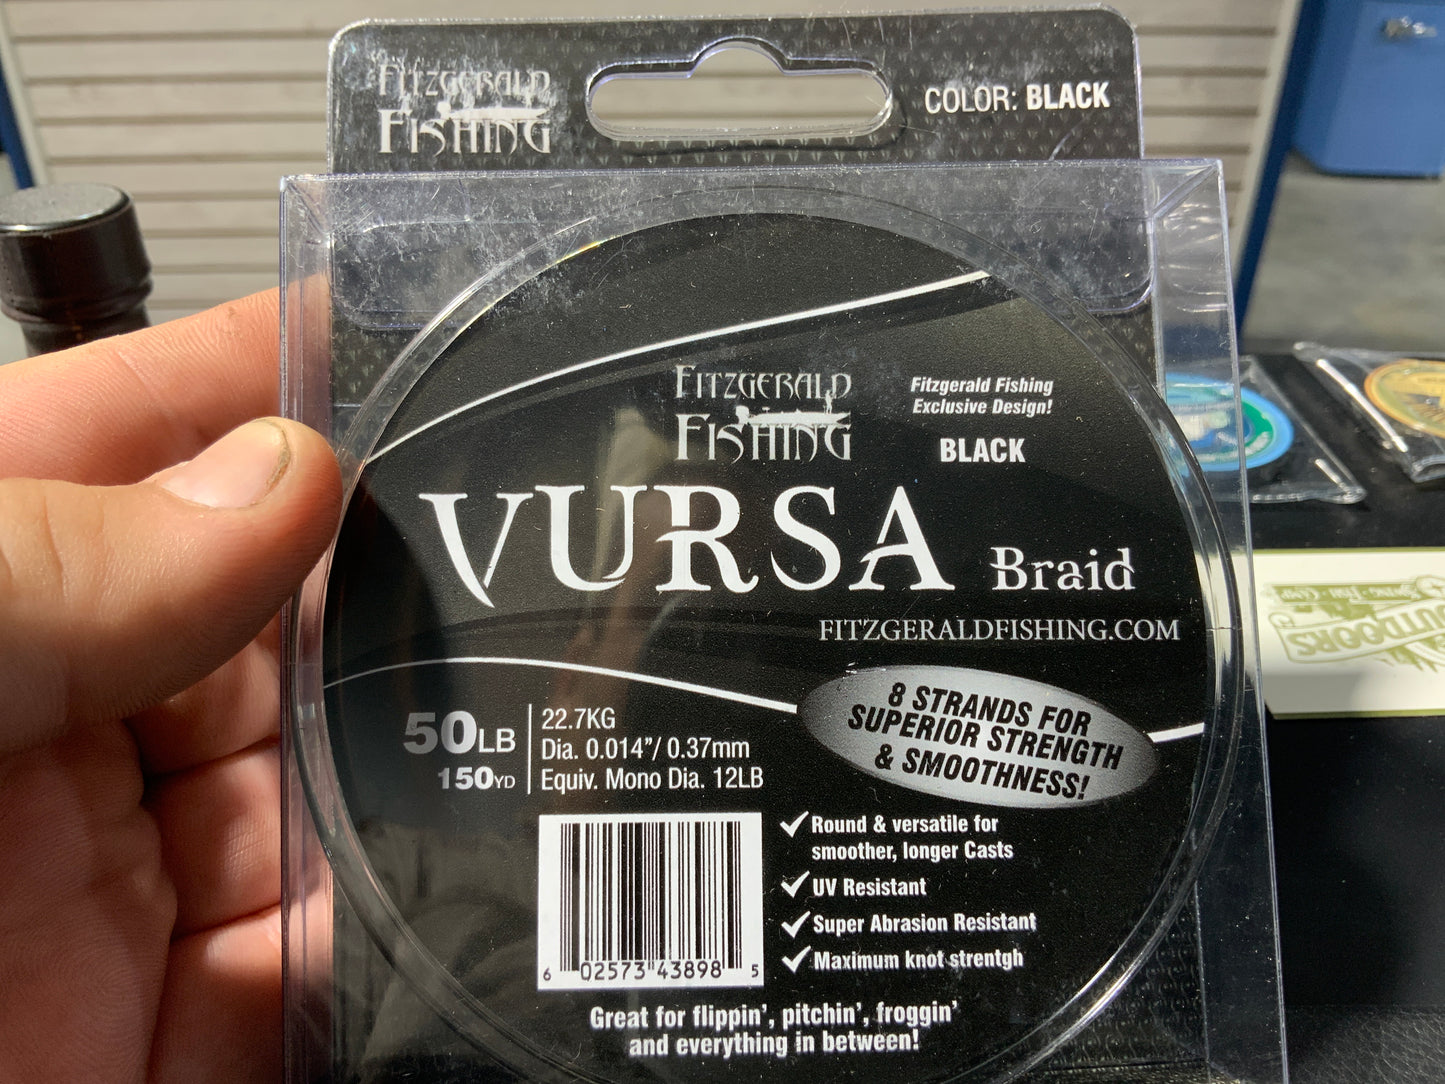 FITZGERALD
FISHING
COLOR: BLACK
FITZGERALD
FISHING
Fitzgerald Fishing
Exclusive Design!
BLACK
VURSA Braid
FITZGERALDFISHING.COM
8 STRANDS FOR
SUPERIOR STRENGTH
& SMOOTHNESS!
50LB
150YD
22.7KG
Dia. 0.014”/ 0.37mm
Equiv. Mono Dia. 12LB
Round & versatile for
smoother, longer Casts
UV Resistant
Super Abrasion Resistant
Maximum knot strentgh
6 02573 43898 5
Great for flippin’, pitchin’, froggin’
and everything in between!
OUTDOORS